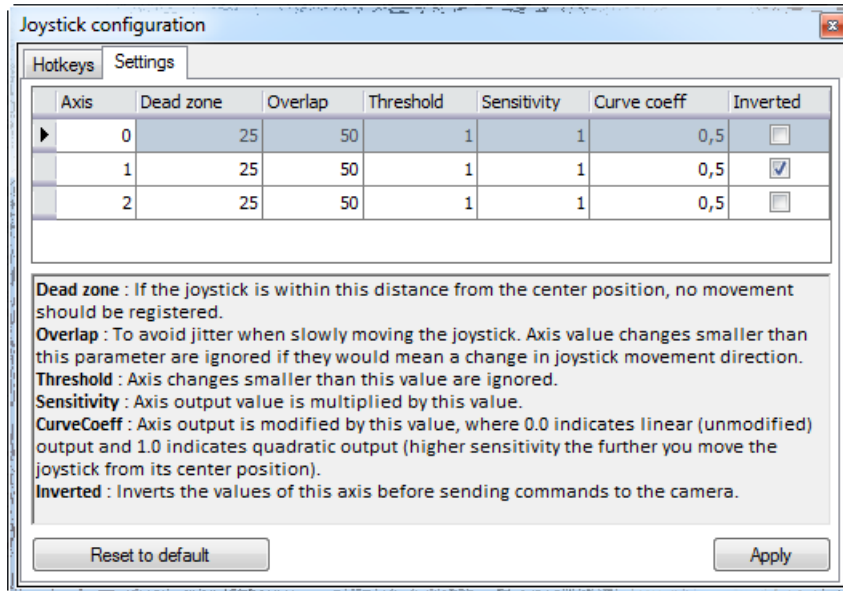 Joystick configuration
Hotkeys Settings
Axis Dead zone Overlap Threshold Sensitivity Curve coeff Inverted
0 25 50 1 1 0,5
1 25 50 1 1 0,5
2 25 50 1 1 0,5
Dead zone : If the joystick is within this distance from the center position, no movement
should be registered.
Overlap : To avoid jitter when slowly moving the joystick. Axis value changes smaller than
this parameter are ignored if they would mean a change in joystick movement direction.
Threshold : Axis changes smaller than this value are ignored.
Sensitivity : Axis output value is multiplied by this value.
CurveCoeff : Axis output is modified by this value, where 0.0 indicates linear (unmodified)
output and 1.0 indicates quadratic output (higher sensitivity the further you move the
joystick from its center position).
Inverted : Inverts the values of this axis before sending commands to the camera.
Reset to default Apply